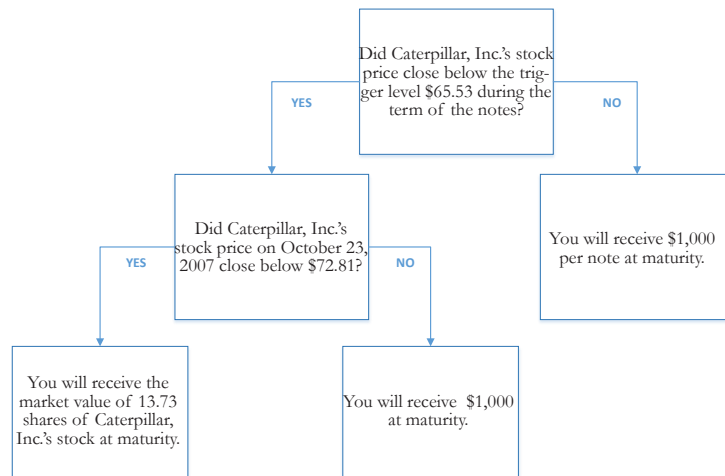 Did Caterpillar, Inc.'s stock
price close below the trig-
ger level $65.53 during the
term of the notes?
YES
NO
Did Caterpillar, Inc.'s
stock price on October 23,
2007 close below $72.81?
You will receive $1,000
per note at maturity.
YES
NO
You will receive the
market value of 13.73
shares of Caterpillar,
Inc.'s stock at maturity.
You will receive $1,000
at maturity.